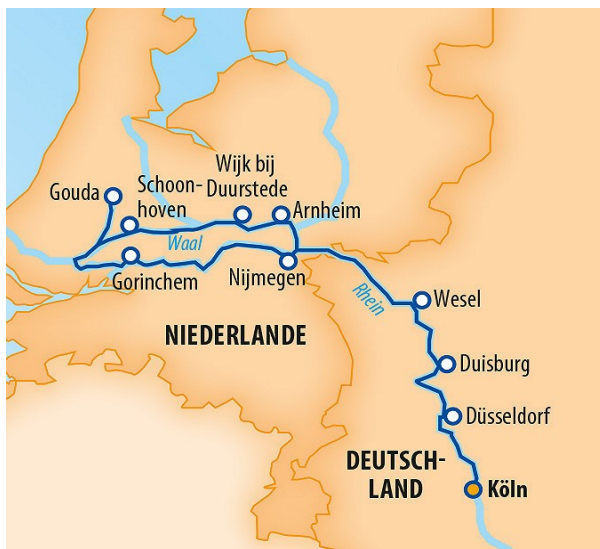 Wijk bij
Duurstede
Gouda
Schoon-
hoven
Arnheim
Waal
Gorinchem
Nijmegen
Rhein
Wesel
NIEDERLANDE
Duisburg
Düsseldorf
DEUTSCH-
LAND
Köln